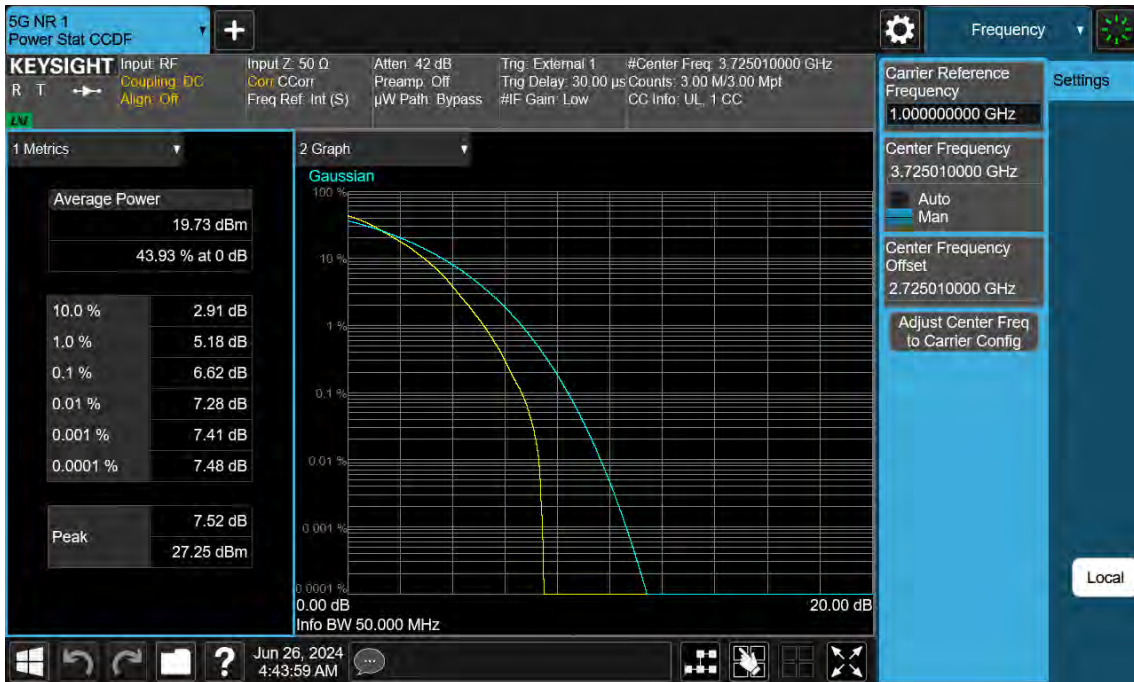 5G NR 1
Power Stat CCDF
+
Frequency
KEYSIGHT
R T
LNI
Input: RF
Coupling: DC
Align: Off
Input Z: 50 Ω
Corr CCorr
Freq Ref: Int (S)
Atten: 42 dB
Preamp: Off
µW Path: Bypass
Trig: External 1
Trig Delay: 30.00 µs
#IF Gain: Low
#Center Freq: 3.725010000 GHz
Counts: 3.00 M/3.00 Mpt
CC Info: UL, 1 CC
1 Metrics
Average Power
19.73 dBm
43.93 % at 0 dB
10.0 % 2.91 dB
1.0 % 5.18 dB
0.1 % 6.62 dB
0.01 % 7.28 dB
0.001 % 7.41 dB
0.0001 % 7.48 dB
Peak
7.52 dB
27.25 dBm
2 Graph
Gaussian
100 %
10 %
1 %
0.1 %
0.01 %
0.001 %
0.0001 %
0.00 dB 20.00 dB
Info BW 50.000 MHz
Carrier Reference
Frequency
1.000000000 GHz
Center Frequency
3.725010000 GHz
Auto
Man
Center Frequency
Offset
2.725010000 GHz
Adjust Center Freq
to Carrier Config
Settings
Local
?
Jun 26, 2024
4:43:59 AM